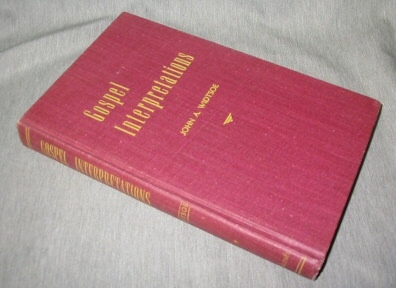 Gospel
Interpretations
JOHN A. WIDTSOE
GOSPEL INTERPRETATIONS